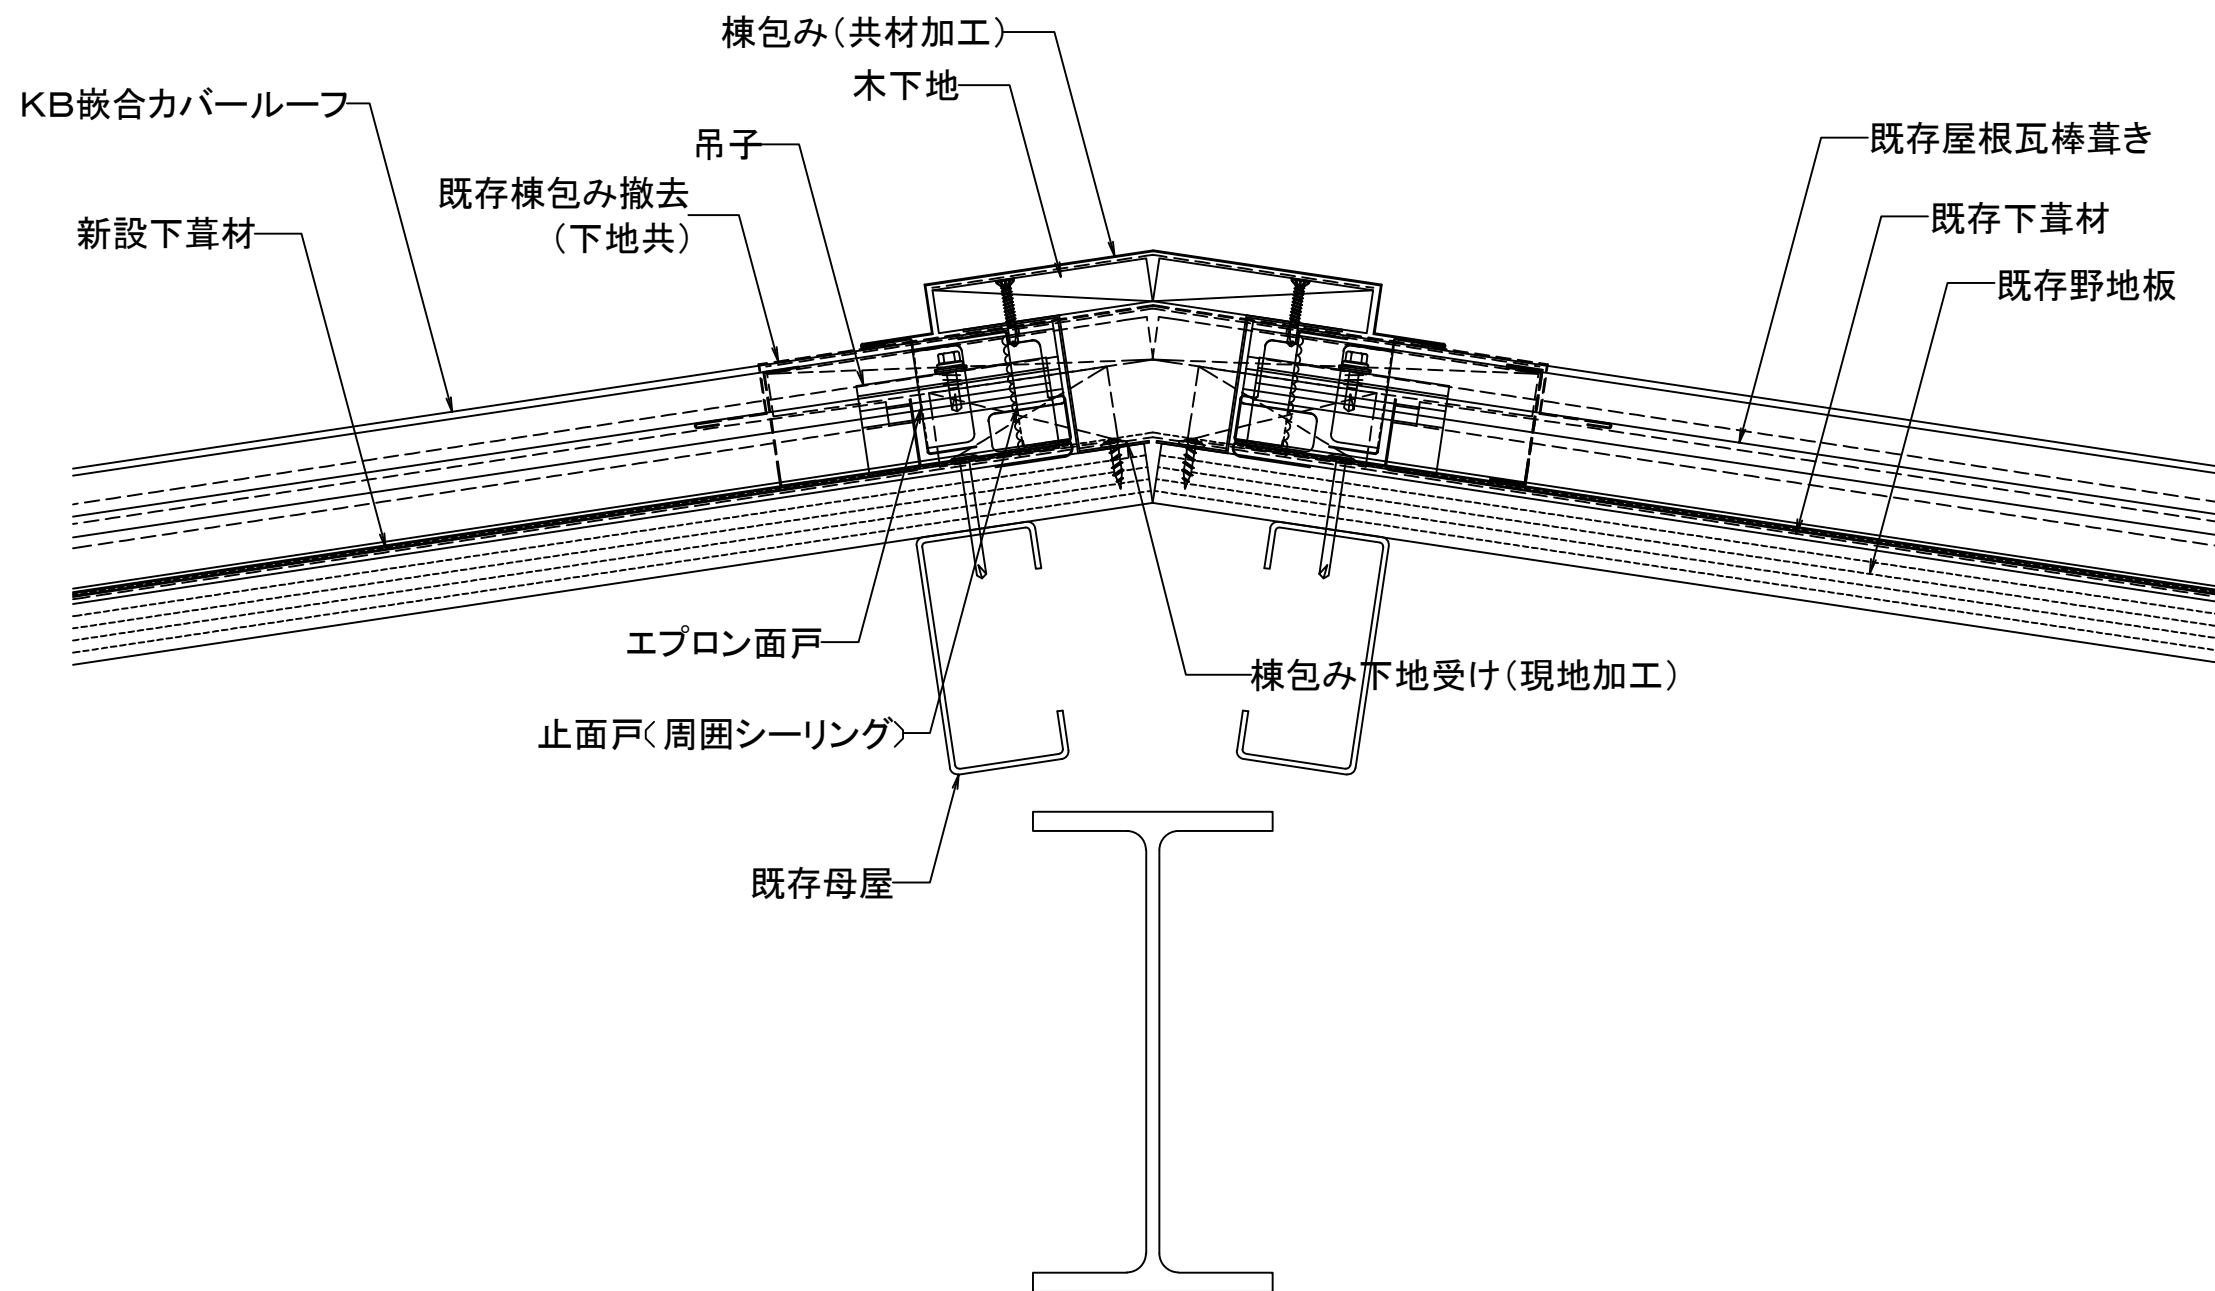 棟包み（共材加工）
木下地
KB嵌合カバールーフ
吊子
既存棟包み撤去
（下地共）
新設下葺材
既存屋根瓦棒葺き
既存下葺材
既存野地板
エプロン面戸
棟包み下地受け（現地加工）
止面戸〈周囲シーリング〉
既存母屋